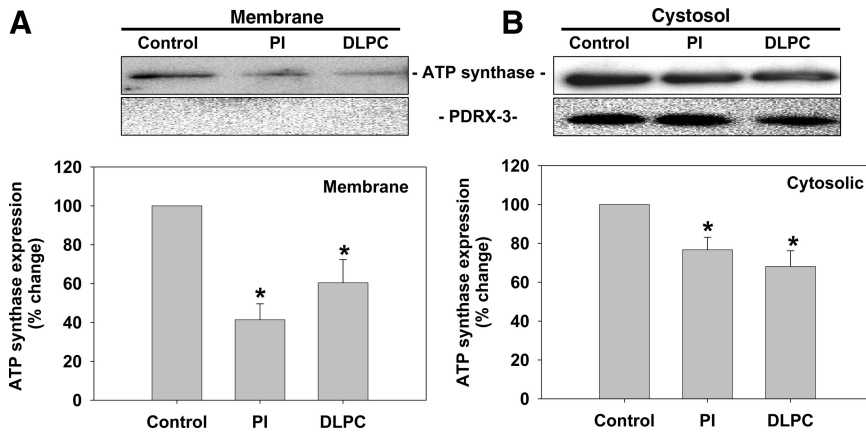 A
Membrane
Control PI DLPC
B
Cystosol
Control PI DLPC
- ATP synthase -
- PDRX-3-
ATP synthase expression
(% change)
120
100
80
60
40
20
0
Membrane
*
*
Control PI DLPC
ATP synthase expression
(% change)
120
100
80
60
40
20
0
Cytosolic
*
*
Control PI DLPC